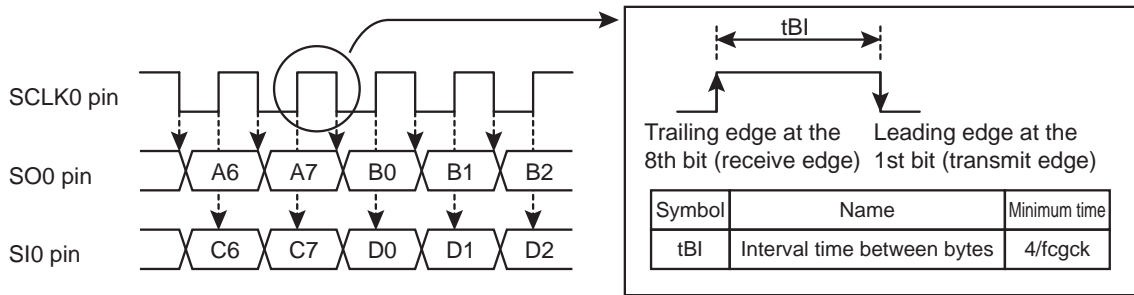 SCLK0 pin
SO0 pin
A6 A7 B0 B1 B2
SI0 pin
C6 C7 D0 D1 D2
tBI
Trailing edge at the
8th bit (receive edge)
Leading edge at the
1st bit (transmit edge)
Symbol Name Minimum time
tBI Interval time between bytes 4/fcgck